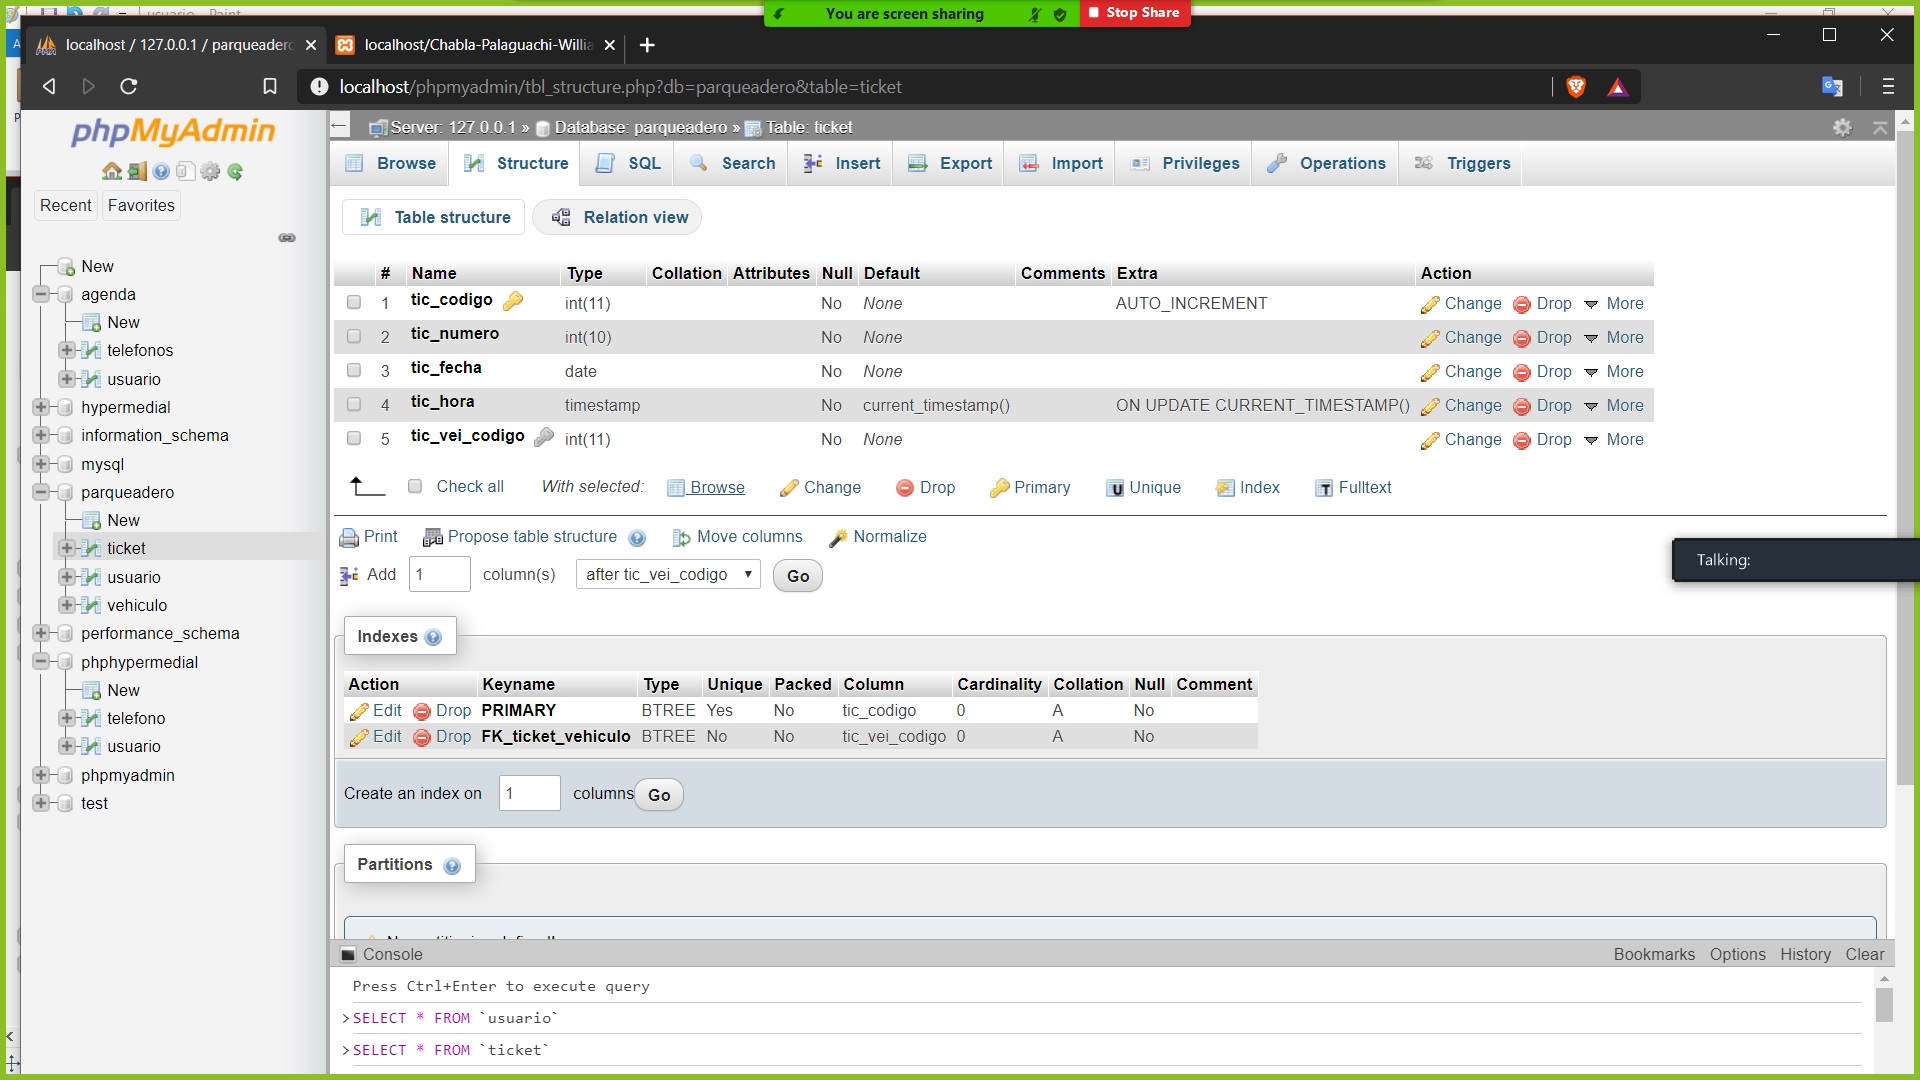 usuario - Paint
You are screen sharing
Stop Share
localhost / 127.0.0.1 / parqueadero
localhost/Chabla-Palaguachi-Willia
localhost/phpmyadmin/tbl_structure.php?db=parqueadero&table=ticket
phpMyAdmin
Recent Favorites
New
agenda
New
telefonos
usuario
hypermedial
information_schema
mysql
parqueadero
New
ticket
usuario
vehiculo
performance_schema
phphypermedial
New
telefono
usuario
phpmyadmin
test
Server: 127.0.0.1 » Database: parqueadero » Table: ticket
Browse Structure SQL Search Insert Export Import Privileges Operations Triggers
Table structure Relation view
# Name Type Collation Attributes Null Default Comments Extra Action
1 tic_codigo int(11) No None AUTO_INCREMENT Change Drop More
2 tic_numero int(10) No None Change Drop More
3 tic_fecha date No None Change Drop More
4 tic_hora timestamp No current_timestamp() ON UPDATE CURRENT_TIMESTAMP() Change Drop More
5 tic_vei_codigo int(11) No None Change Drop More
Check all With selected: Browse Change Drop Primary Unique Index Fulltext
Print Propose table structure Move columns Normalize
Add 1 column(s) after tic_vei_codigo Go
Talking:
Indexes
Action Keyname Type Unique Packed Column Cardinality Collation Null Comment
Edit Drop PRIMARY BTREE Yes No tic_codigo 0 A No
Edit Drop FK_ticket_vehiculo BTREE No No tic_vei_codigo 0 A No
Create an index on 1 columns Go
Partitions
Console Bookmarks Options History Clear
Press Ctrl+Enter to execute query
>SELECT * FROM `usuario`
>SELECT * FROM `ticket`